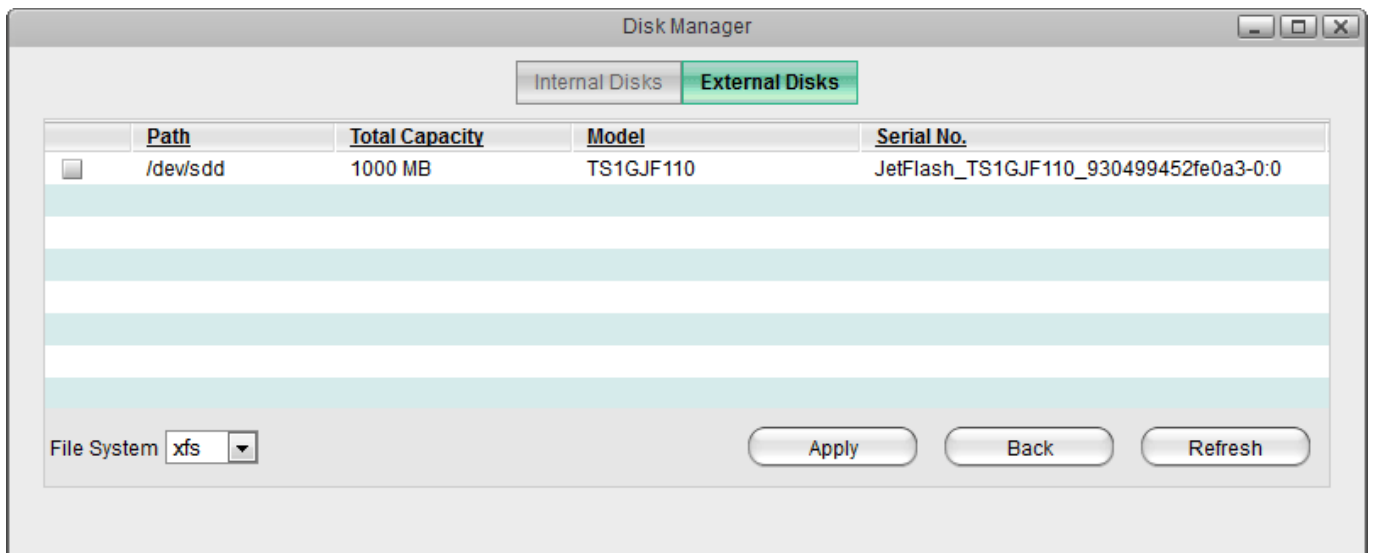 Disk Manager
Internal Disks External Disks
Path Total Capacity Model Serial No.
/dev/sdd 1000 MB TS1GJF110 JetFlash_TS1GJF110_930499452fe0a3-0:0
File System xfs Apply Back Refresh